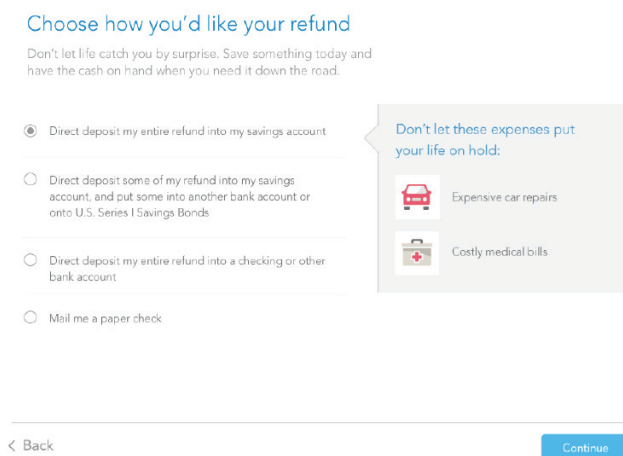 Choose how you'd like your refund
Don't let life catch you by surprise. Save something today and
have the cash on hand when you need it down the road.
Direct deposit my entire refund into my savings account
Direct deposit some of my refund into my savings
account, and put some into another bank account or
onto U.S. Series I Savings Bonds
Direct deposit my entire refund into a checking or other
bank account
Mail me a paper check
Don't let these expenses put
your life on hold:
Expensive car repairs
Costly medical bills
< Back
Continue